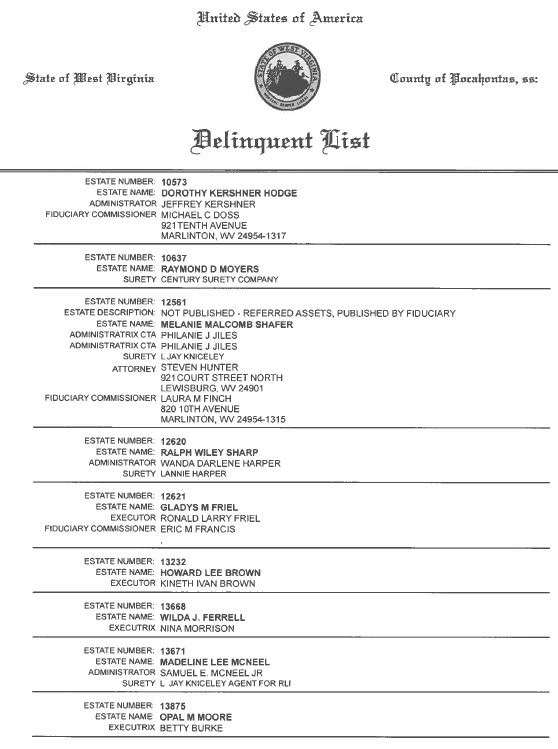 United States of America
State of West Virginia
County of Pocahontas, ss:
Delinquent List
ESTATE NUMBER: 10573
ESTATE NAME: DOROTHY KERSHNER HODGE
ADMINISTRATOR JEFFREY KERSHNER
FIDUCIARY COMMISSIONER MICHAEL C DOSS
921 TENTH AVENUE
MARLINTON, WV 24954-1317
ESTATE NUMBER: 10637
ESTATE NAME: RAYMOND D MOYERS
SURETY CENTURY SURETY COMPANY
ESTATE NUMBER: 12561
ESTATE DESCRIPTION: NOT PUBLISHED - REFERRED ASSETS, PUBLISHED BY FIDUCIARY
ESTATE NAME: MELANIE MALCOMB SHAFER
ADMINISTRATRIX CTA PHILANIE J JILES
ADMINISTRATRIX CTA PHILANIE J JILES
SURETY L JAY KNICELEY
ATTORNEY STEVEN HUNTER
921 COURT STREET NORTH
LEWISBURG, WV 24901
FIDUCIARY COMMISSIONER LAURA M FINCH
820 10TH AVENUE
MARLINTON, WV 24954-1315
ESTATE NUMBER: 12620
ESTATE NAME: RALPH WILEY SHARP
ADMINISTRATOR WANDA DARLENE HARPER
SURETY LANNIE HARPER
ESTATE NUMBER: 12621
ESTATE NAME: GLADYS M FRIEL
EXECUTOR RONALD LARRY FRIEL
FIDUCIARY COMMISSIONER ERIC M FRANCIS
,
ESTATE NUMBER: 13232
ESTATE NAME: HOWARD LEE BROWN
EXECUTOR KINETH IVAN BROWN
ESTATE NUMBER: 13668
ESTATE NAME: WILDA J. FERRELL
EXECUTRIX NINA MORRISON
ESTATE NUMBER: 13671
ESTATE NAME: MADELINE LEE MCNEEL
ADMINISTRATOR SAMUEL E. MCNEEL JR
SURETY L JAY KNICELEY AGENT FOR RLI
ESTATE NUMBER: 13875
ESTATE NAME: OPAL M MOORE
EXECUTRIX BETTY BURKE